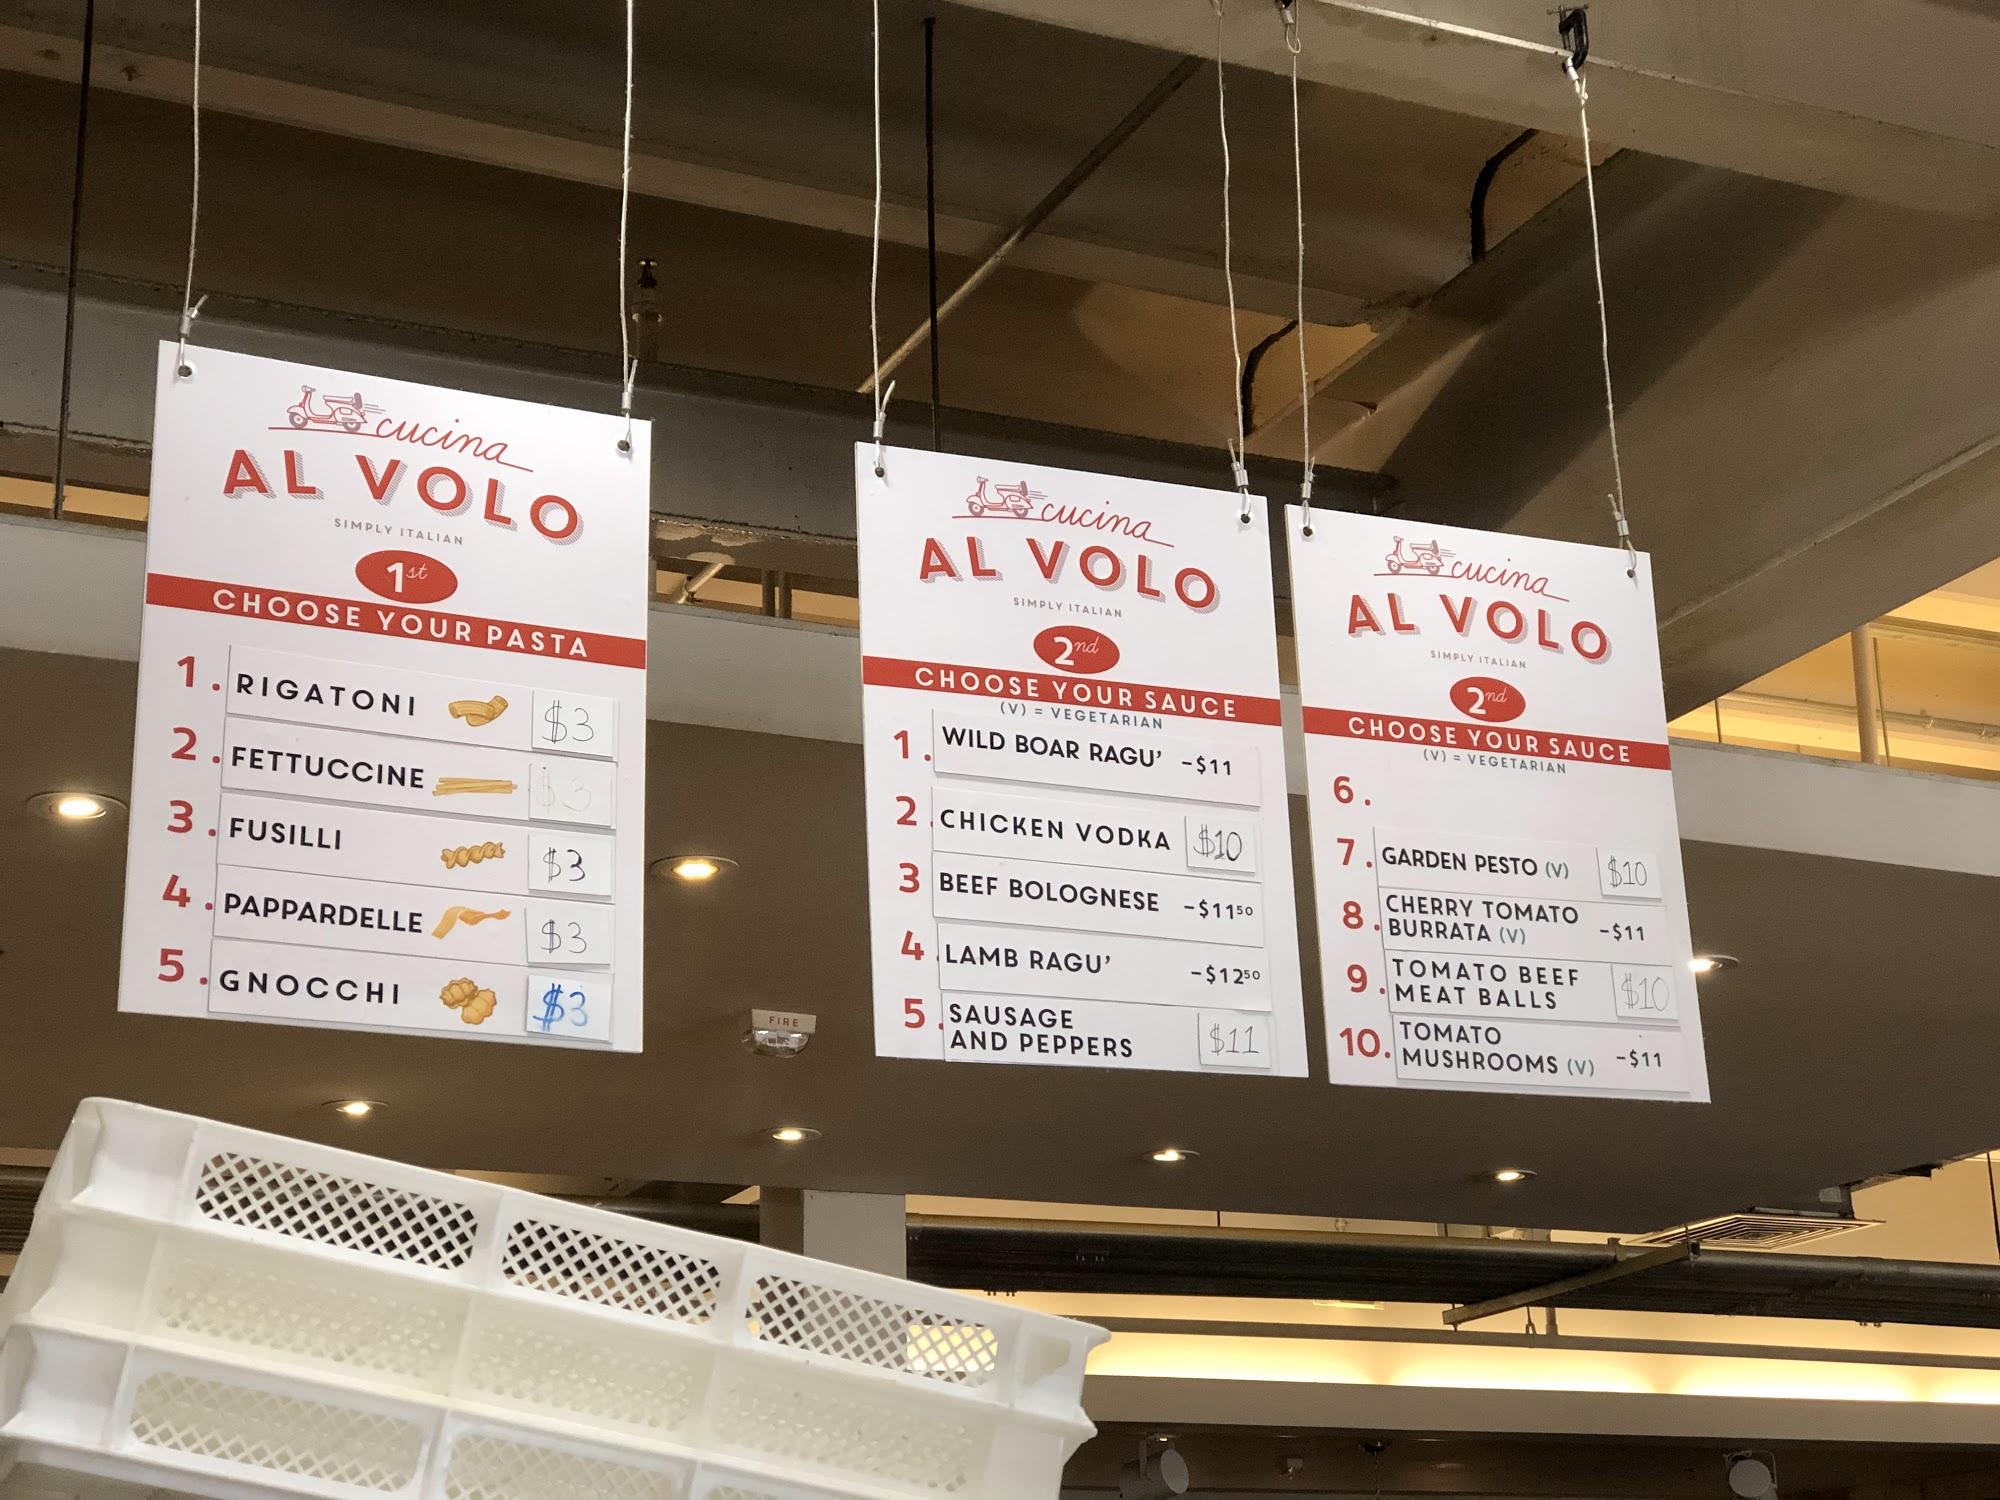 cucina
AL VOLO
SIMPLY ITALIAN
1st
CHOOSE YOUR PASTA
1. RIGATONI $3
2. FETTUCCINE $3
3. FUSILLI $3
4. PAPPARDELLE $3
5. GNOCCHI $3
cucina
AL VOLO
SIMPLY ITALIAN
2nd
CHOOSE YOUR SAUCE
(V) = VEGETARIAN
1. WILD BOAR RAGU' -$11
2. CHICKEN VODKA $10
3 BEEF BOLOGNESE -$1150
4. LAMB RAGU' -$1250
5. SAUSAGE
AND PEPPERS $11
cucina
AL VOLO
SIMPLY ITALIAN
2nd
CHOOSE YOUR SAUCE
(V) = VEGETARIAN
6.
7. GARDEN PESTO (V) $10
8. CHERRY TOMATO
BURRATA (V) -$11
9. TOMATO BEEF
MEAT BALLS $10
10. TOMATO
MUSHROOMS (V) -$11
FIRE